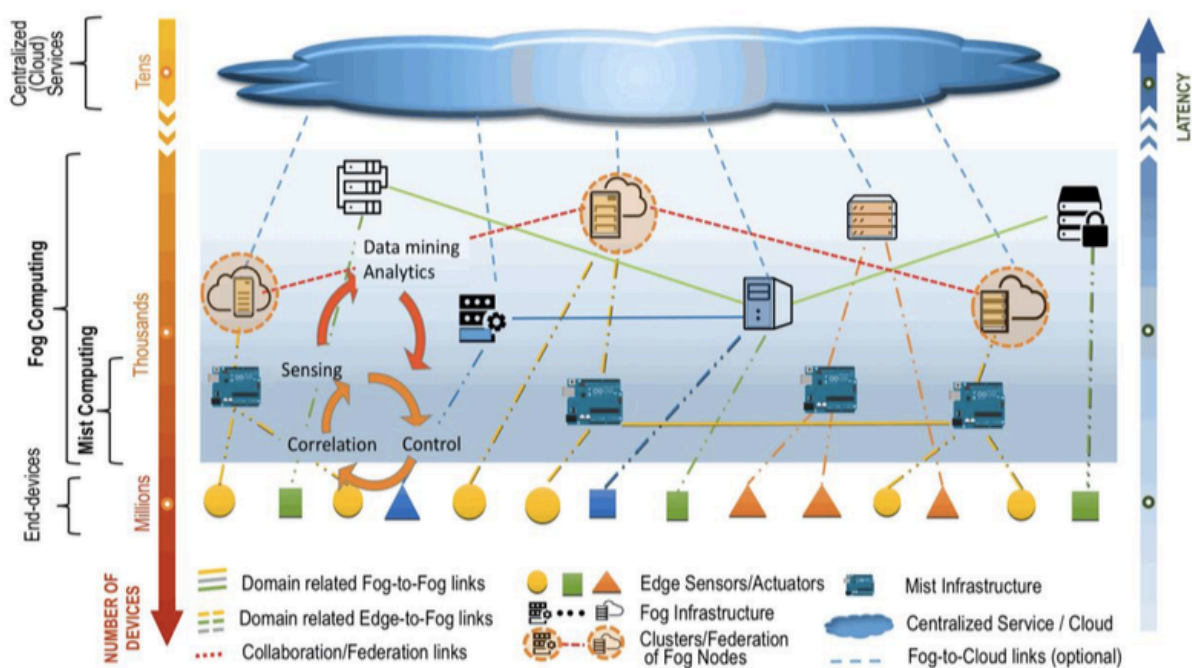 Centralized
(Cloud)
Services
Tens
LATENCY
Fog Computing
Thousands
Mist Computing
Data mining
Analytics
Sensing
Correlation
Control
End-devices
Millions
NUMBER OF
DEVICES
Domain related Fog-to-Fog links
Domain related Edge-to-Fog links
Collaboration/Federation links
Edge Sensors/Actuators
Fog Infrastructure
Clusters/Federation
of Fog Nodes
Mist Infrastructure
Centralized Service / Cloud
Fog-to-Cloud links (optional)